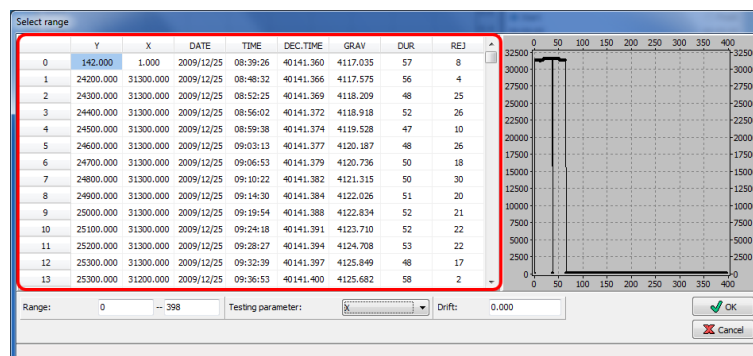 Select range
Y X DATE TIME DEC.TIME GRAV DUR REJ
0 142.000 1.000 2009/12/25 08:39:26 40141.360 4117.035 57 8
1 24200.000 31300.000 2009/12/25 08:48:32 40141.366 4117.575 56 4
2 24300.000 31300.000 2009/12/25 08:52:25 40141.369 4118.209 48 25
3 24400.000 31300.000 2009/12/25 08:56:02 40141.372 4118.918 52 26
4 24500.000 31300.000 2009/12/25 08:59:38 40141.374 4119.528 47 10
5 24600.000 31300.000 2009/12/25 09:03:13 40141.377 4120.187 48 26
6 24700.000 31300.000 2009/12/25 09:06:53 40141.379 4120.736 50 18
7 24800.000 31300.000 2009/12/25 09:10:22 40141.382 4121.315 50 30
8 24900.000 31300.000 2009/12/25 09:14:30 40141.384 4122.026 51 20
9 25000.000 31300.000 2009/12/25 09:19:54 40141.388 4122.834 52 21
10 25100.000 31300.000 2009/12/25 09:24:18 40141.391 4123.710 52 22
11 25200.000 31300.000 2009/12/25 09:28:27 40141.394 4124.708 53 22
12 25300.000 31300.000 2009/12/25 09:32:39 40141.397 4125.849 48 17
13 25300.000 31200.000 2009/12/25 09:36:53 40141.400 4125.682 58 2
0 50 100 150 200 250 300 350 400
32500 3250
30000 3000
27500 2750
25000 2500
22500 2250
20000 2000
17500 1750
15000 1500
12500 1250
10000 1000
7500 7500
5000 5000
2500 2500
0 0
0 50 100 150 200 250 300 350 400
Range: 0 -- 398 Testing parameter: X Drift: 0.000 OK
Cancel